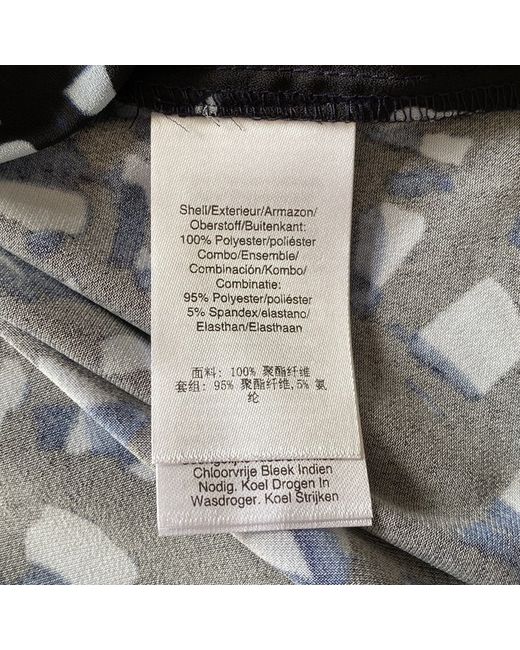 Shell/Exterieur/Armazon/
Oberstoff/Buitenkant:
100% Polyester/poliéster
Combo/Ensemble/
Combinación/Kombo/
Combinatie:
95% Polyester/poliéster
5% Spandex/elastano/
Elasthan/Elasthaan
面料: 100% 聚酯纤维
套组: 95% 聚酯纤维,5% 氨
纶
Chloorvrije Bleek Indien
Nodig. Koel Drogen In
Wasdroger. Koel Strijken